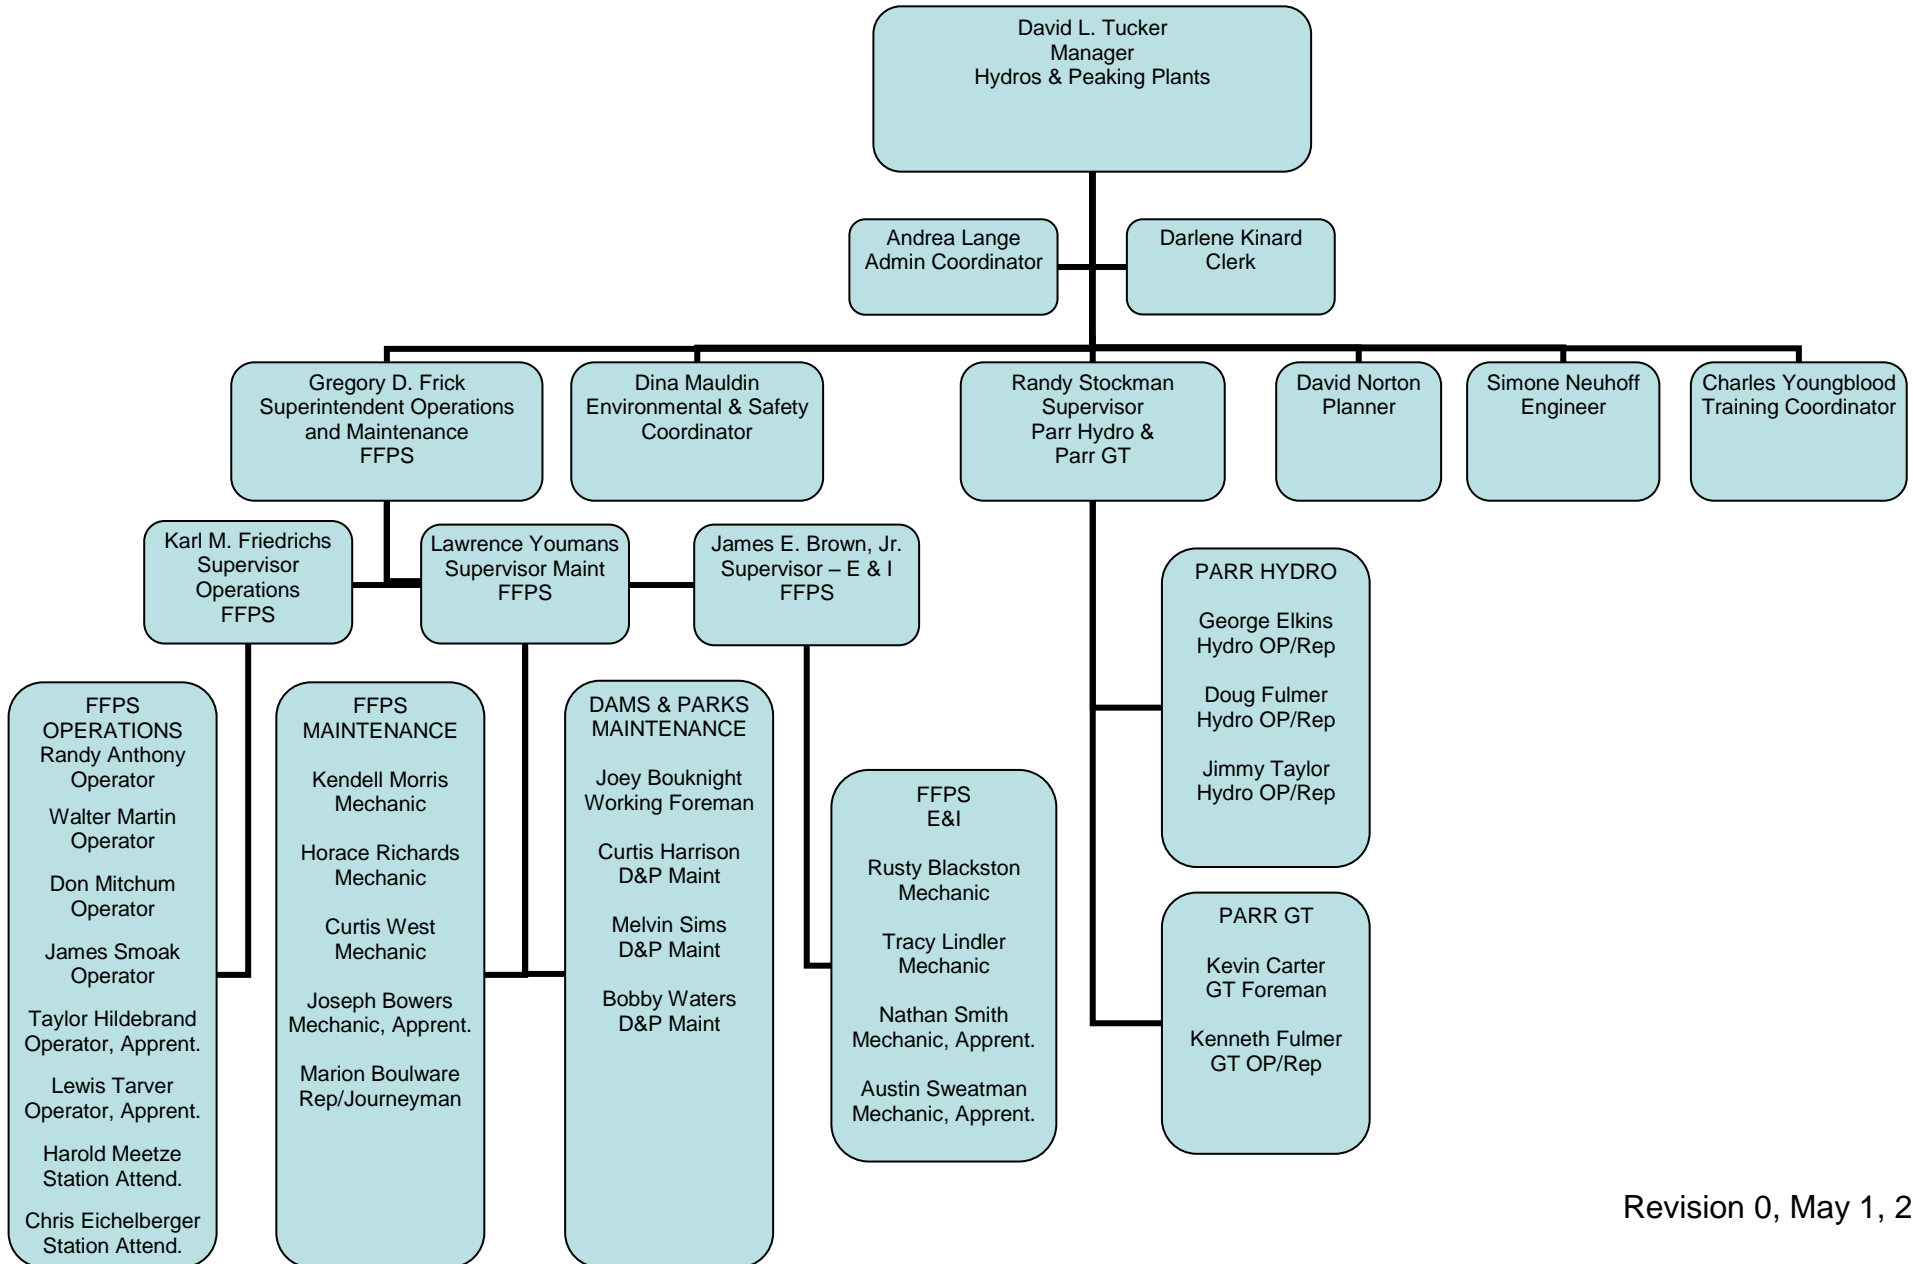 David L. Tucker
Manager
Hydros & Peaking Plants
Andrea Lange
Admin Coordinator
Darlene Kinard
Clerk
Gregory D. Frick
Superintendent Operations
and Maintenance
FFPS
Dina Mauldin
Environmental & Safety
Coordinator
Randy Stockman
Supervisor
Parr Hydro &
Parr GT
David Norton
Planner
Simone Neuhoff
Engineer
Charles Youngblood
Training Coordinator
Karl M. Friedrichs
Supervisor
Operations
FFPS
Lawrence Youmans
Supervisor Maint
FFPS
James E. Brown, Jr.
Supervisor – E & I
FFPS
FFPS
OPERATIONS
Randy Anthony
Operator
Walter Martin
Operator
Don Mitchum
Operator
James Smoak
Operator
Taylor Hildebrand
Operator, Apprent.
Lewis Tarver
Operator, Apprent.
Harold Meetze
Station Attend.
Chris Eichelberger
Station Attend.
FFPS
MAINTENANCE
Kendell Morris
Mechanic
Horace Richards
Mechanic
Curtis West
Mechanic
Joseph Bowers
Mechanic, Apprent.
Marion Boulware
Rep/Journeyman
DAMS & PARKS
MAINTENANCE
Joey Bouknight
Working Foreman
Curtis Harrison
D&P Maint
Melvin Sims
D&P Maint
Bobby Waters
D&P Maint
FFPS
E&I
Rusty Blackston
Mechanic
Tracy Lindler
Mechanic
Nathan Smith
Mechanic, Apprent.
Austin Sweatman
Mechanic, Apprent.
PARR HYDRO
George Elkins
Hydro OP/Rep
Doug Fulmer
Hydro OP/Rep
Jimmy Taylor
Hydro OP/Rep
PARR GT
Kevin Carter
GT Foreman
Kenneth Fulmer
GT OP/Rep
Revision 0, May 1, 2